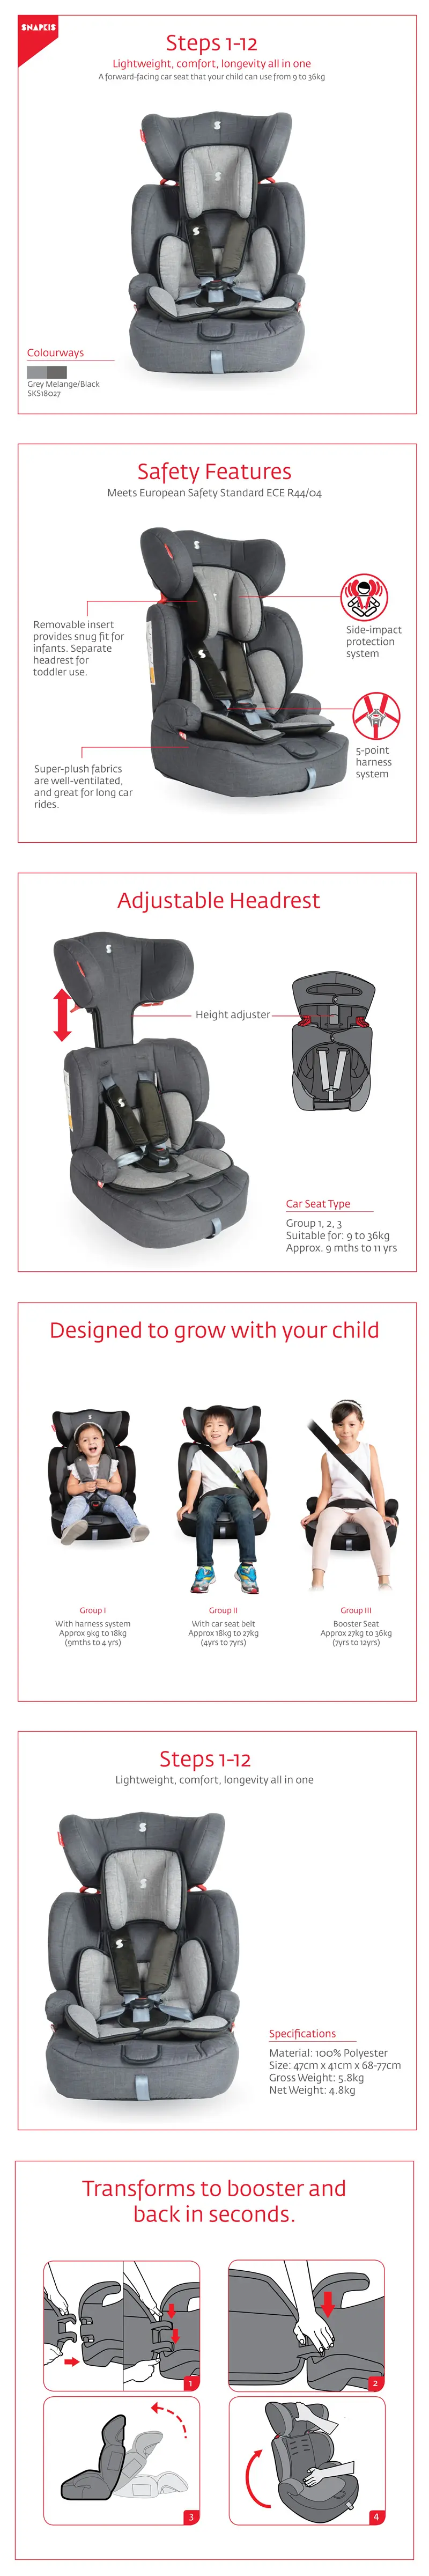 SNAPKIS
Steps 1-12
Lightweight, comfort, longevity all in one
A forward-facing car seat that your child can use from 9 to 36kg
Colourways
Grey Melange/Black
SKS18027
Safety Features
Meets European Safety Standard ECE R44/04
Removable insert
provides snug fit for
infants. Separate
headrest for
toddler use.
Side-impact
protection
system
5-point
harness
system
Super-plush fabrics
are well-ventilated,
and great for long car
rides.
Adjustable Headrest
Height adjuster
Car Seat Type
Group 1, 2, 3
Suitable for: 9 to 36kg
Approx. 9 mths to 11 yrs
Designed to grow with your child
Group I
With harness system
Approx 9kg to 18kg
(9mths to 4 yrs)
Group II
With car seat belt
Approx 18kg to 27kg
(4yrs to 7yrs)
Group III
Booster Seat
Approx 27kg to 36kg
(7yrs to 12yrs)
Steps 1-12
Lightweight, comfort, longevity all in one
Specifications
Material: 100% Polyester
Size: 47cm x 41cm x 68-77cm
Gross Weight: 5.8kg
Net Weight: 4.8kg
Transforms to booster and
back in seconds.
1
2
3
4